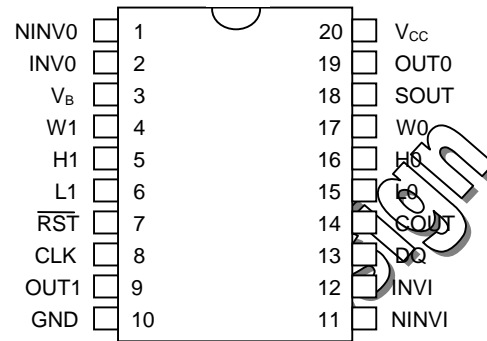 NINV0 1 20 VCC
INV0 2 19 OUT0
VB 3 18 SOUT
W1 4 17 W0
H1 5 16 H0
L1 6 15 L0
RST 7 14 COUT
CLK 8 13 DQ
OUT1 9 12 INVI
GND 10 11 NINVI
sign